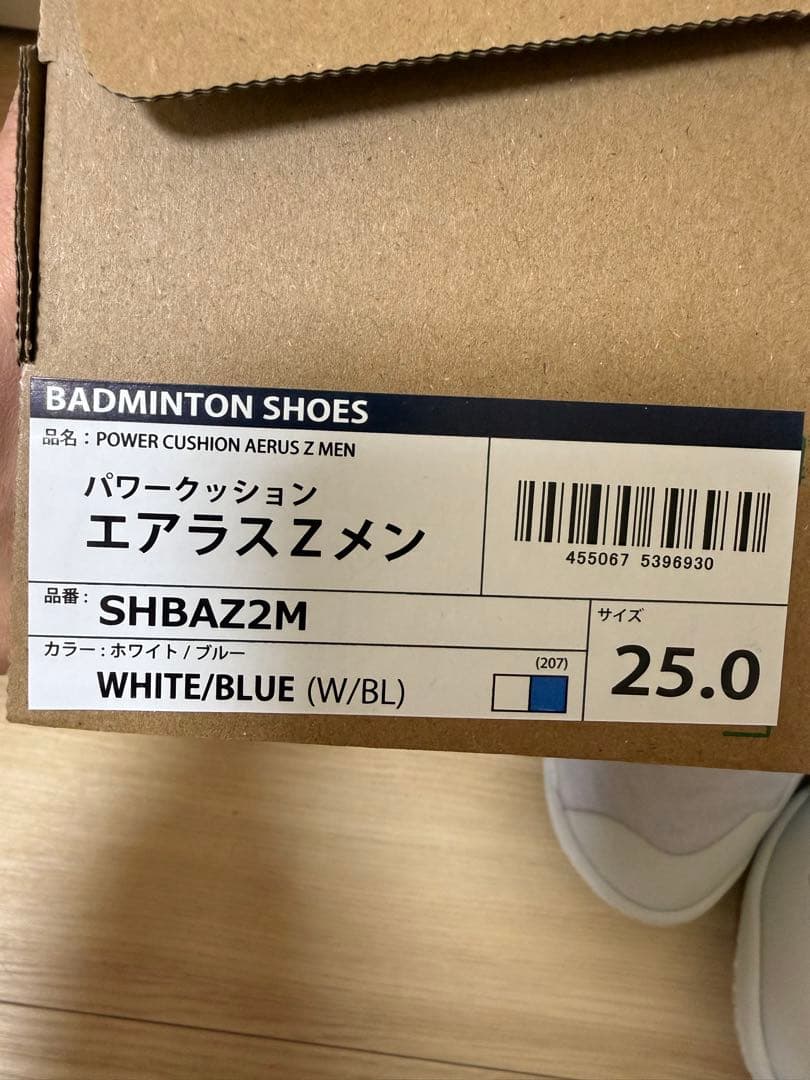 BADMINTON SHOES
品名：POWER CUSHION AERUS Z MEN
パワークッション
エアラスZメン
455067 5396930
品番：SHBAZ2M
カラー：ホワイト / ブルー
WHITE/BLUE (W/BL)
(207)
サイズ
25.0